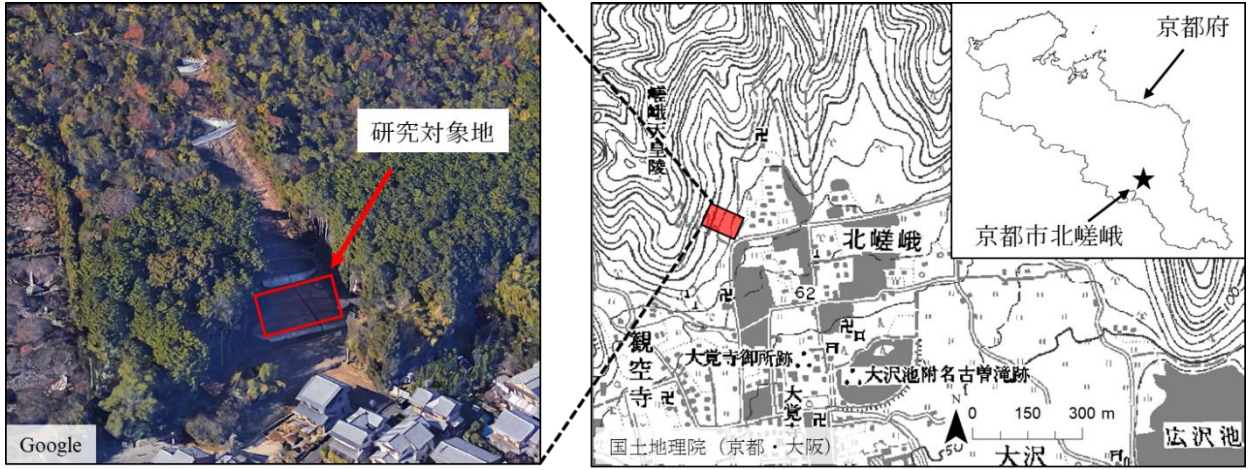 研究対象地
Google
嵯峨天皇陵
北嵯峨
62
大覚寺御所跡
大沢池附名古曽滝跡
観空寺
大覚
N
0 150 300 m
大沢
広沢池
国土地理院（京都・大阪）
京都府
京都市北嵯峨